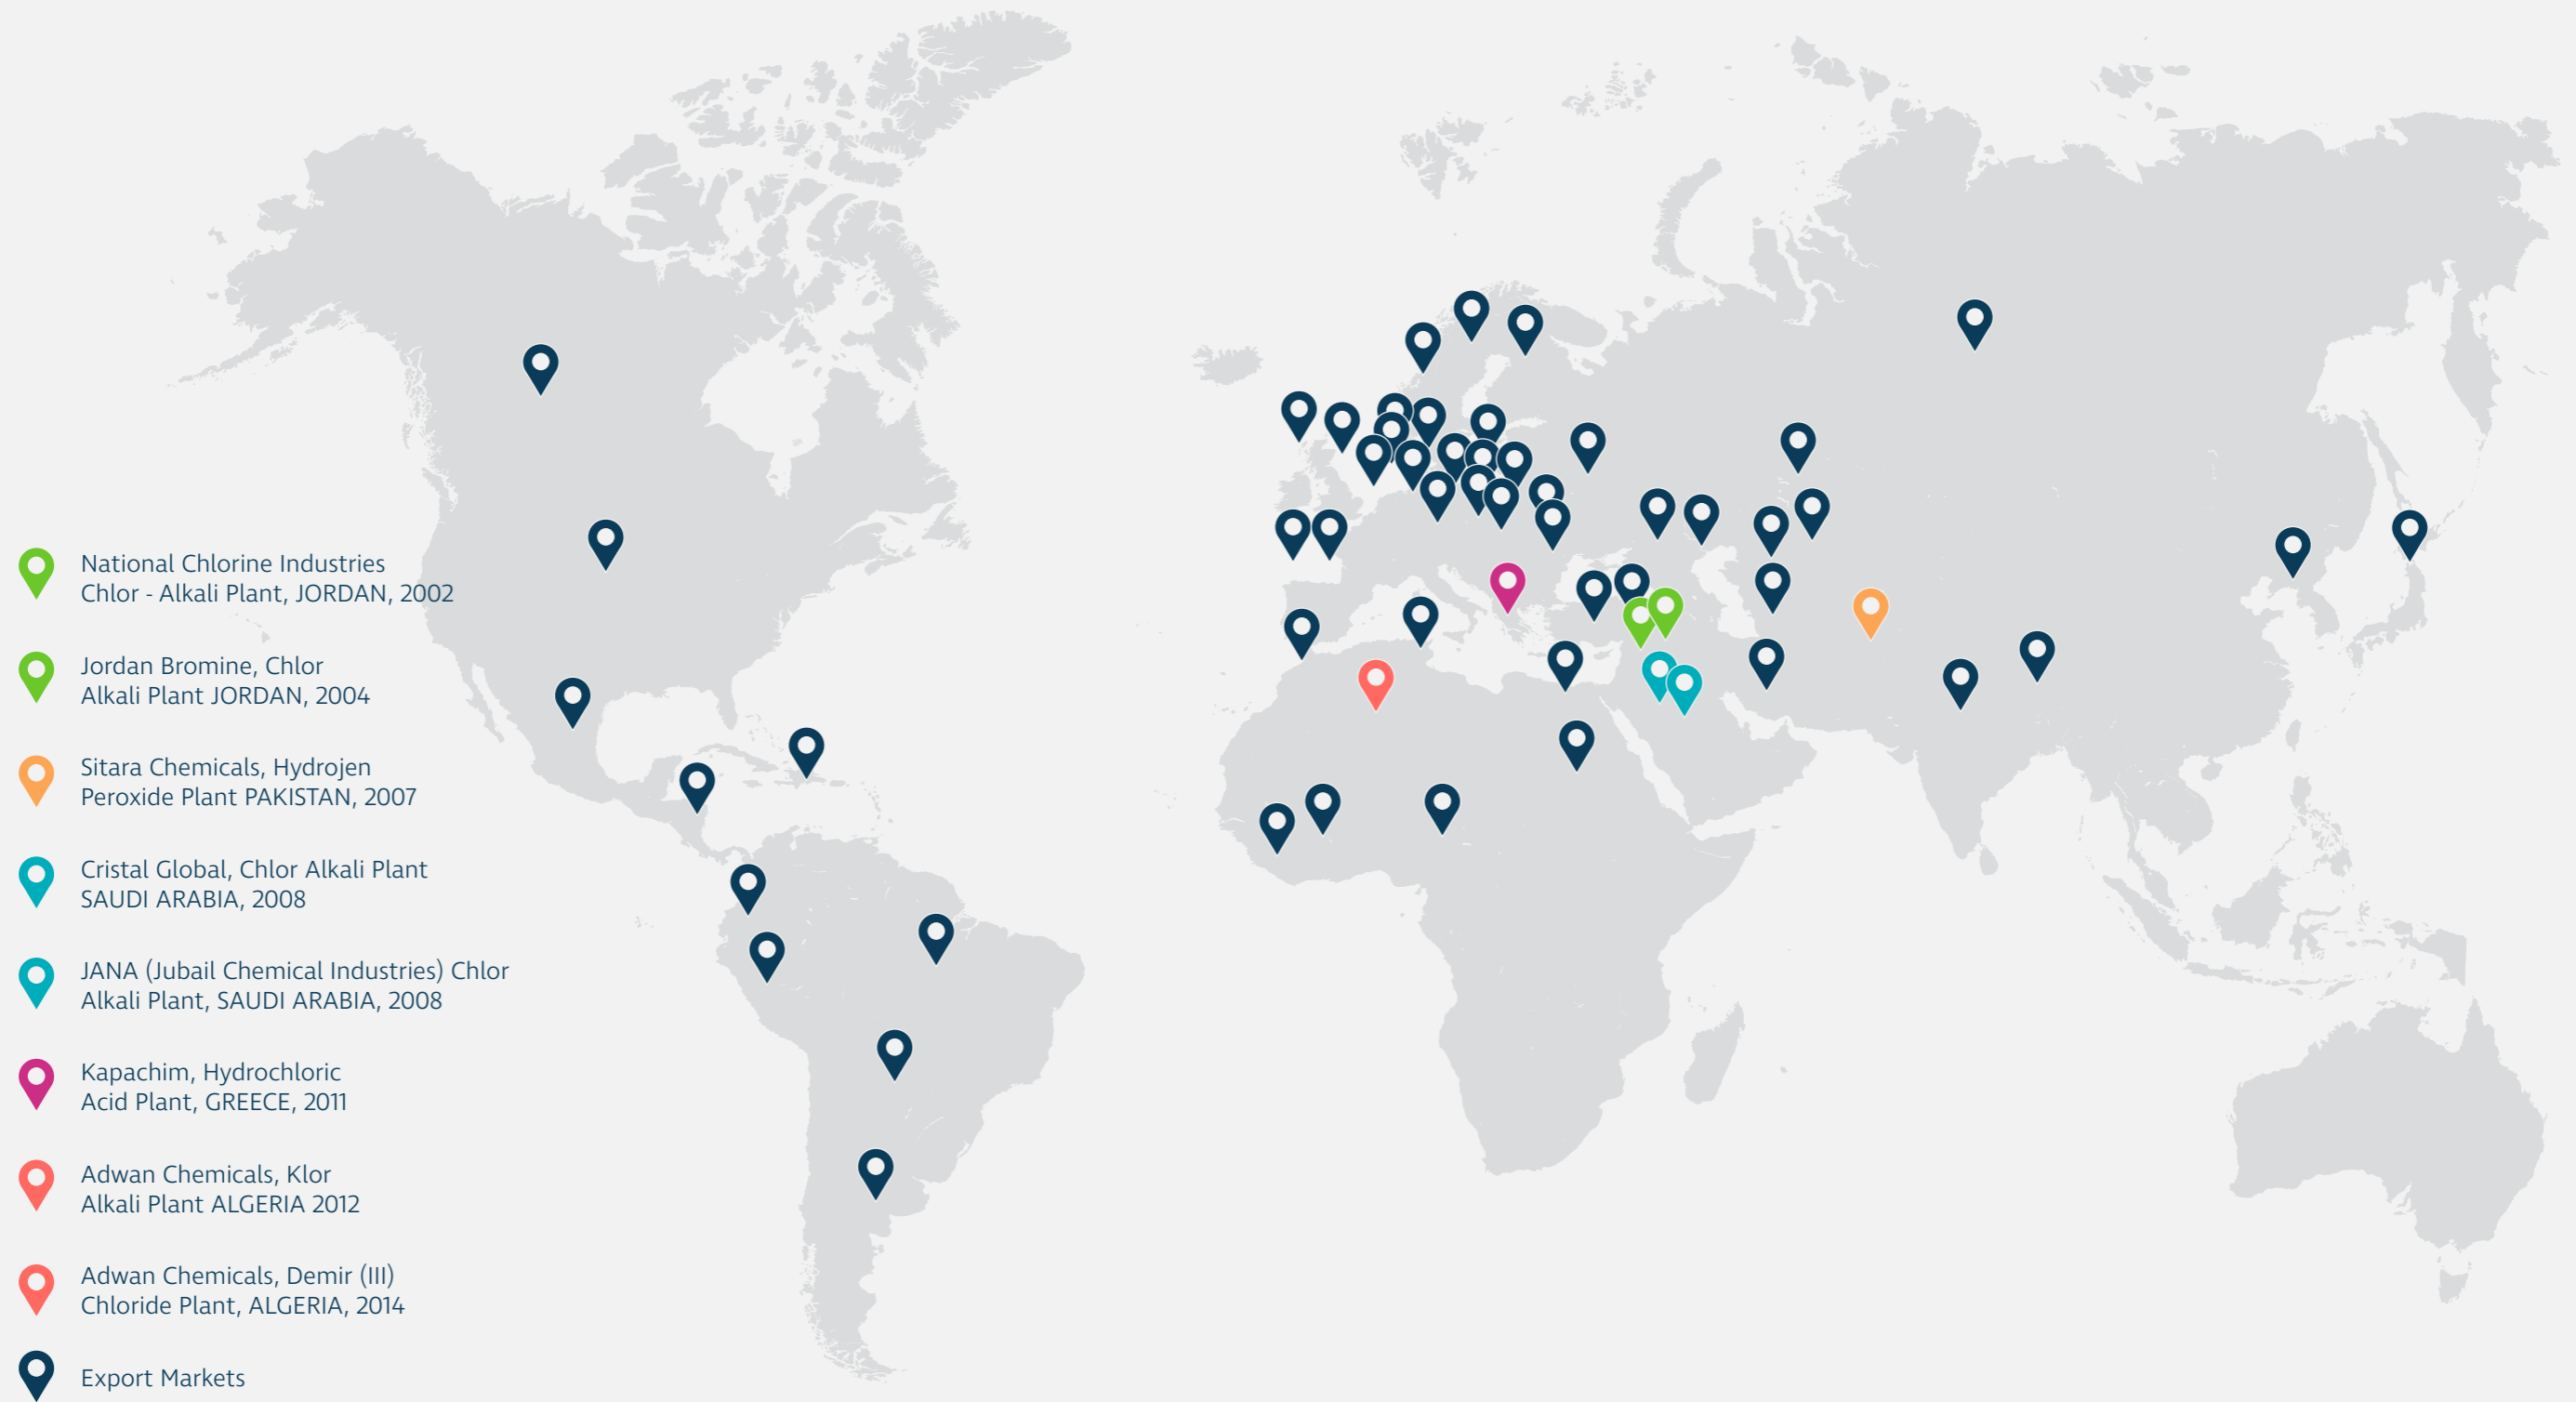 National Chlorine Industries
Chlor - Alkali Plant, JORDAN, 2002
Jordan Bromine, Chlor
Alkali Plant JORDAN, 2004
Sitara Chemicals, Hydrojen
Peroxide Plant PAKISTAN, 2007
Cristal Global, Chlor Alkali Plant
SAUDI ARABIA, 2008
JANA (Jubail Chemical Industries) Chlor
Alkali Plant, SAUDI ARABIA, 2008
Kapachim, Hydrochloric
Acid Plant, GREECE, 2011
Adwan Chemicals, Klor
Alkali Plant ALGERIA 2012
Adwan Chemicals, Demir (III)
Chloride Plant, ALGERIA, 2014
Export Markets